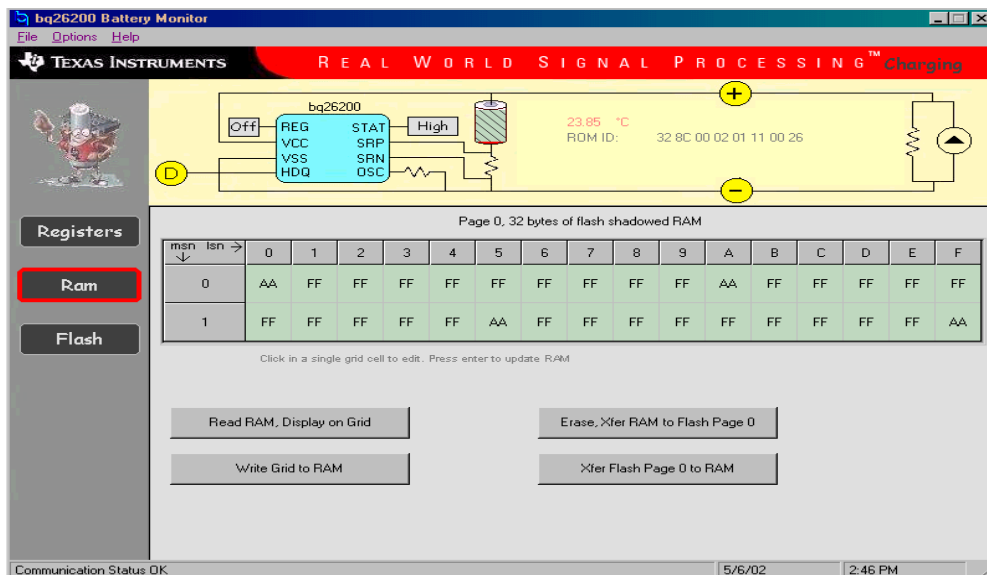 bq26200 Battery Monitor
File Options Help
TEXAS INSTRUMENTS REAL WORLD SIGNAL PROCESSING™ Charging
bq26200
Off REG STAT High
VCC SRP
VSS SRN
HDQ OSC
D
+
−
23.85 °C
ROM ID: 32 8C 00 02 01 11 00 26
Registers
Ram
Flash
Page 0, 32 bytes of flash shadowed RAM
msn lsn → 0 1 2 3 4 5 6 7 8 9 A B C D E F
0 AA FF FF FF FF FF FF FF FF FF AA FF FF FF FF FF
1 FF FF FF FF FF AA FF FF FF FF FF FF FF FF FF AA
Click in a single grid cell to edit. Press enter to update RAM
Read RAM, Display on Grid
Erase, Xfer RAM to Flash Page 0
Write Grid to RAM
Xfer Flash Page 0 to RAM
Communication Status OK 5/6/02 2:46 PM